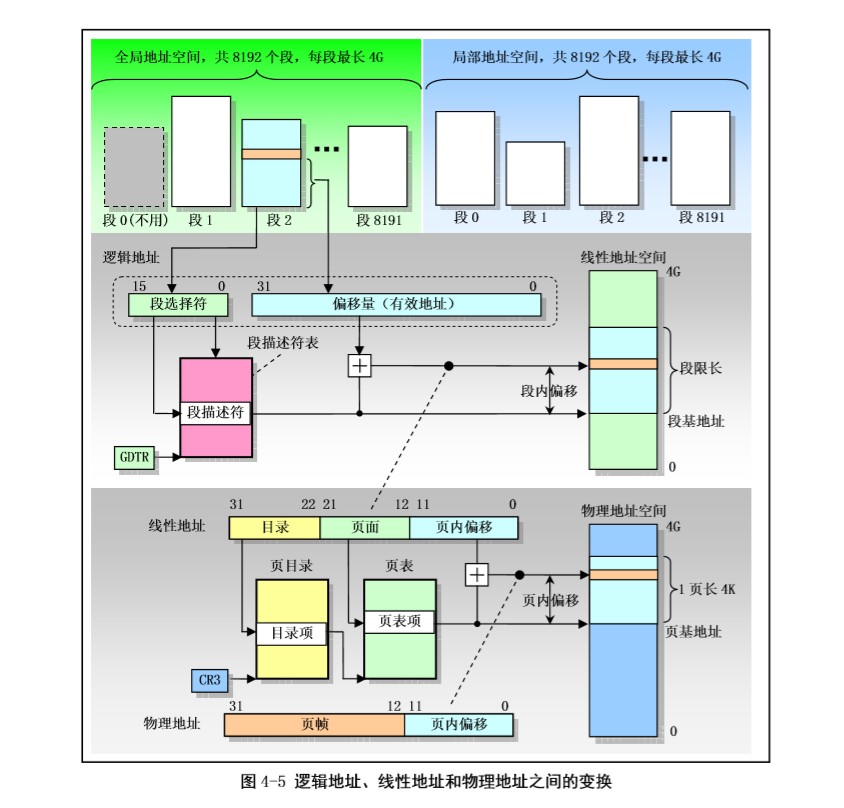 全局地址空间，共 8192 个段，每段最长 4G
局部地址空间，共 8192 个段，每段最长 4G
段 0(不用) 段 1 段 2 段 8191
段 0 段 1 段 2 段 8191
逻辑地址
线性地址空间
15 0 31 0
4G
段选择符
偏移量（有效地址）
段描述符表
+
段内偏移
段限长
段描述符
段基地址
GDTR
0
31 22 21 12 11 0
物理地址空间
线性地址 目录 页面 页内偏移
4G
页目录 页表
+
页内偏移
1 页长 4K
目录项 页表项
页基地址
CR3
31 12 11 0
物理地址 页帧 页内偏移
0
图 4-5 逻辑地址、线性地址和物理地址之间的变换